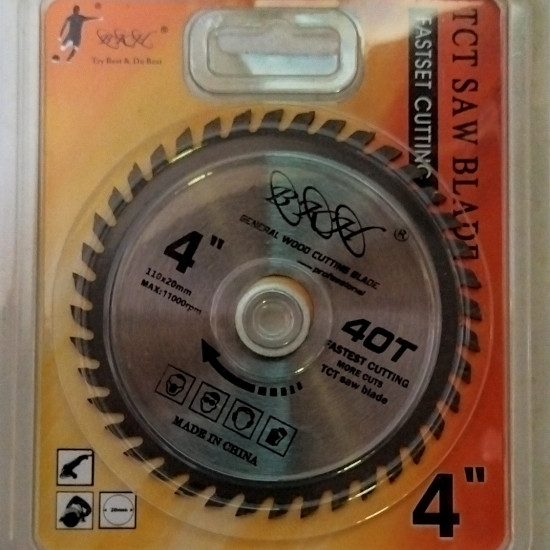 Try Best & Do Best
TCT SAW BLADE
FASTSET CUTTING
GENERAL WOOD CUTTING BLADE
professional
4"
110x20mm
MAX:11000rpm
40T
FASTEST CUTTING
MORE CUTS
TCT saw blade
MADE IN CHINA
20mm
4"